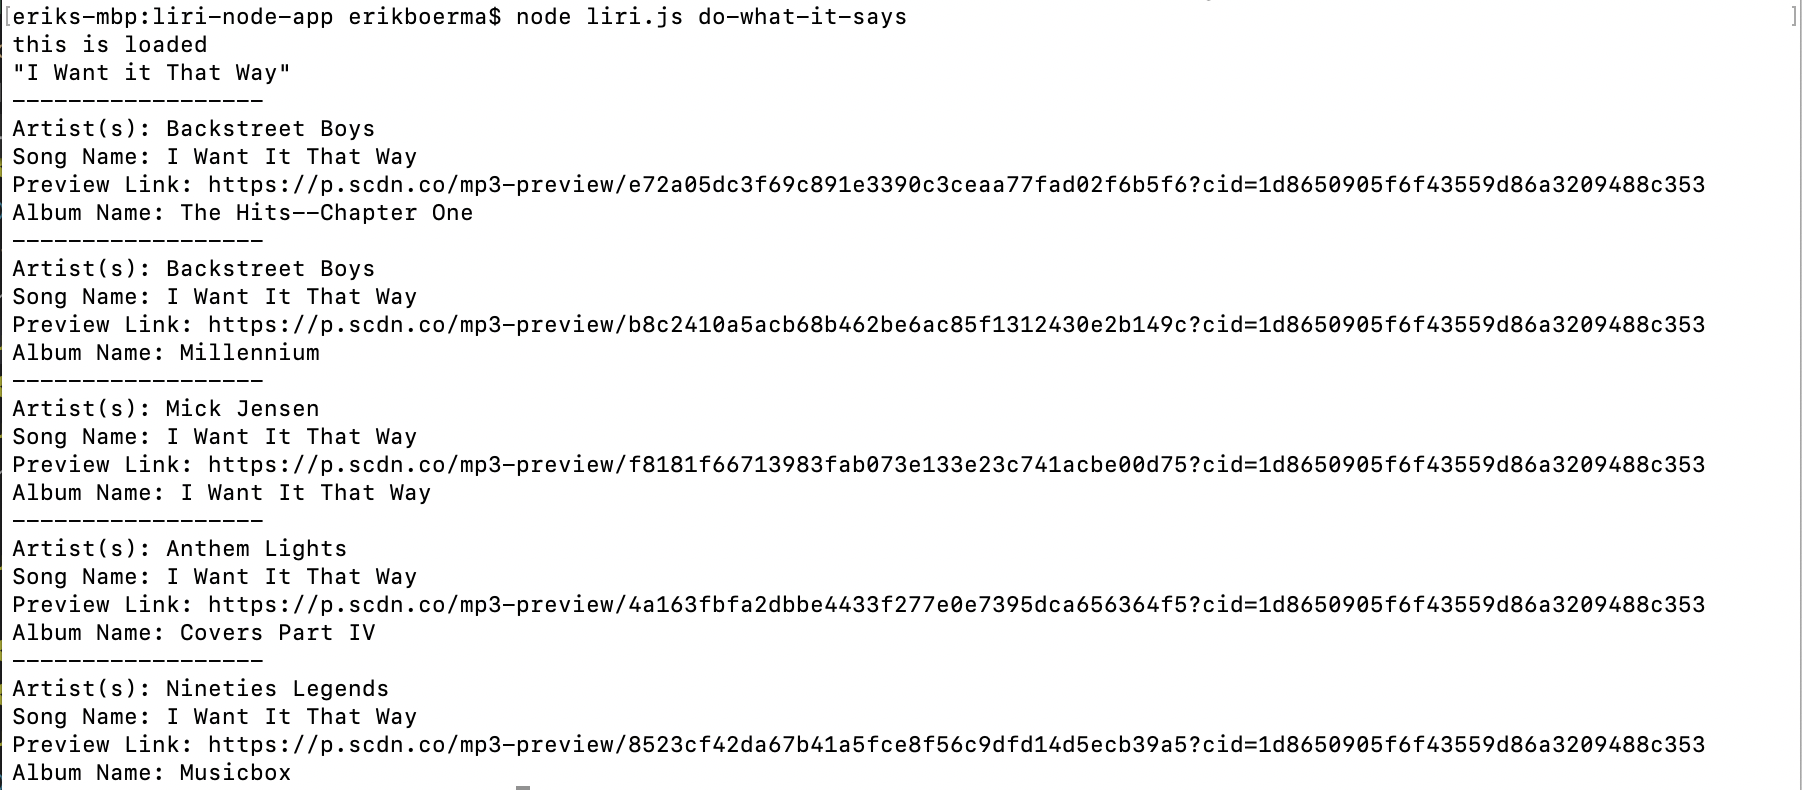 [eriks-mbp:liri-node-app erikboerma$ node liri.js do-what-it-says ]
this is loaded
"I Want it That Way"
------------------
Artist(s): Backstreet Boys
Song Name: I Want It That Way
Preview Link: https://p.scdn.co/mp3-preview/e72a05dc3f69c891e3390c3ceaa77fad02f6b5f6?cid=1d8650905f6f43559d86a3209488c353
Album Name: The Hits--Chapter One
------------------
Artist(s): Backstreet Boys
Song Name: I Want It That Way
Preview Link: https://p.scdn.co/mp3-preview/b8c2410a5acb68b462be6ac85f1312430e2b149c?cid=1d8650905f6f43559d86a3209488c353
Album Name: Millennium
------------------
Artist(s): Mick Jensen
Song Name: I Want It That Way
Preview Link: https://p.scdn.co/mp3-preview/f8181f66713983fab073e133e23c741acbe00d75?cid=1d8650905f6f43559d86a3209488c353
Album Name: I Want It That Way
------------------
Artist(s): Anthem Lights
Song Name: I Want It That Way
Preview Link: https://p.scdn.co/mp3-preview/4a163fbfa2dbbe4433f277e0e7395dca656364f5?cid=1d8650905f6f43559d86a3209488c353
Album Name: Covers Part IV
------------------
Artist(s): Nineties Legends
Song Name: I Want It That Way
Preview Link: https://p.scdn.co/mp3-preview/8523cf42da67b41a5fce8f56c9dfd14d5ecb39a5?cid=1d8650905f6f43559d86a3209488c353
Album Name: Musicbox